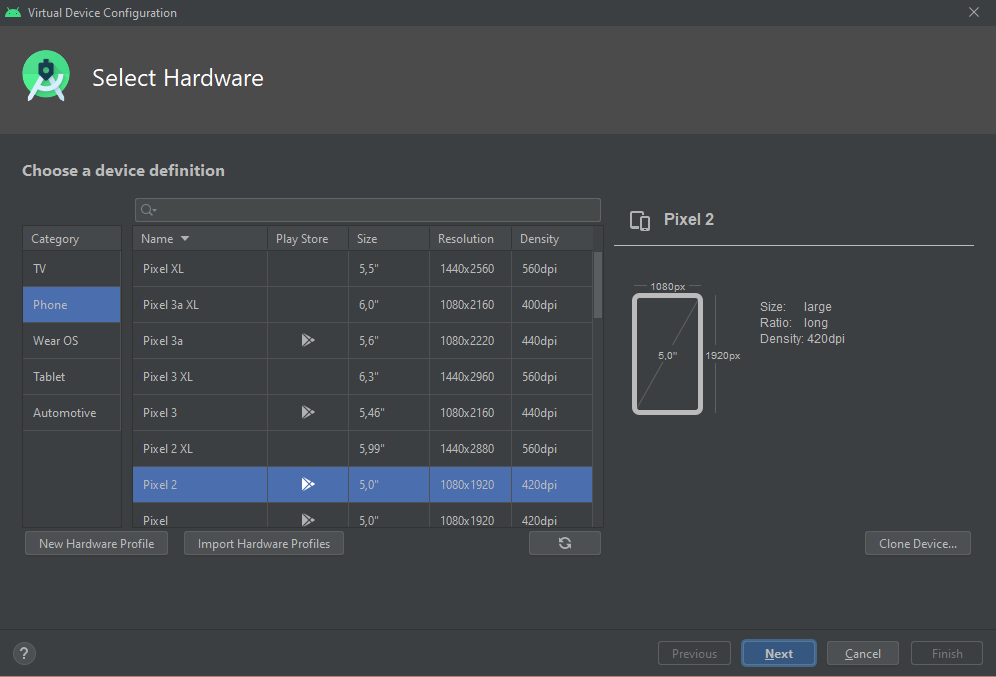 Virtual Device Configuration
Select Hardware
Choose a device definition
Category
TV
Phone
Wear OS
Tablet
Automotive
Name Play Store Size Resolution Density
Pixel XL 5,5" 1440x2560 560dpi
Pixel 3a XL 6,0" 1080x2160 400dpi
Pixel 3a 5,6" 1080x2220 440dpi
Pixel 3 XL 6,3" 1440x2960 560dpi
Pixel 3 5,46" 1080x2160 440dpi
Pixel 2 XL 5,99" 1440x2880 560dpi
Pixel 2 5,0" 1080x1920 420dpi
Pixel 5,0" 1080x1920 420dpi
New Hardware Profile Import Hardware Profiles
Pixel 2
1080px
5,0"
1920px
Size: large
Ratio: long
Density: 420dpi
Clone Device...
? Previous Next Cancel Finish